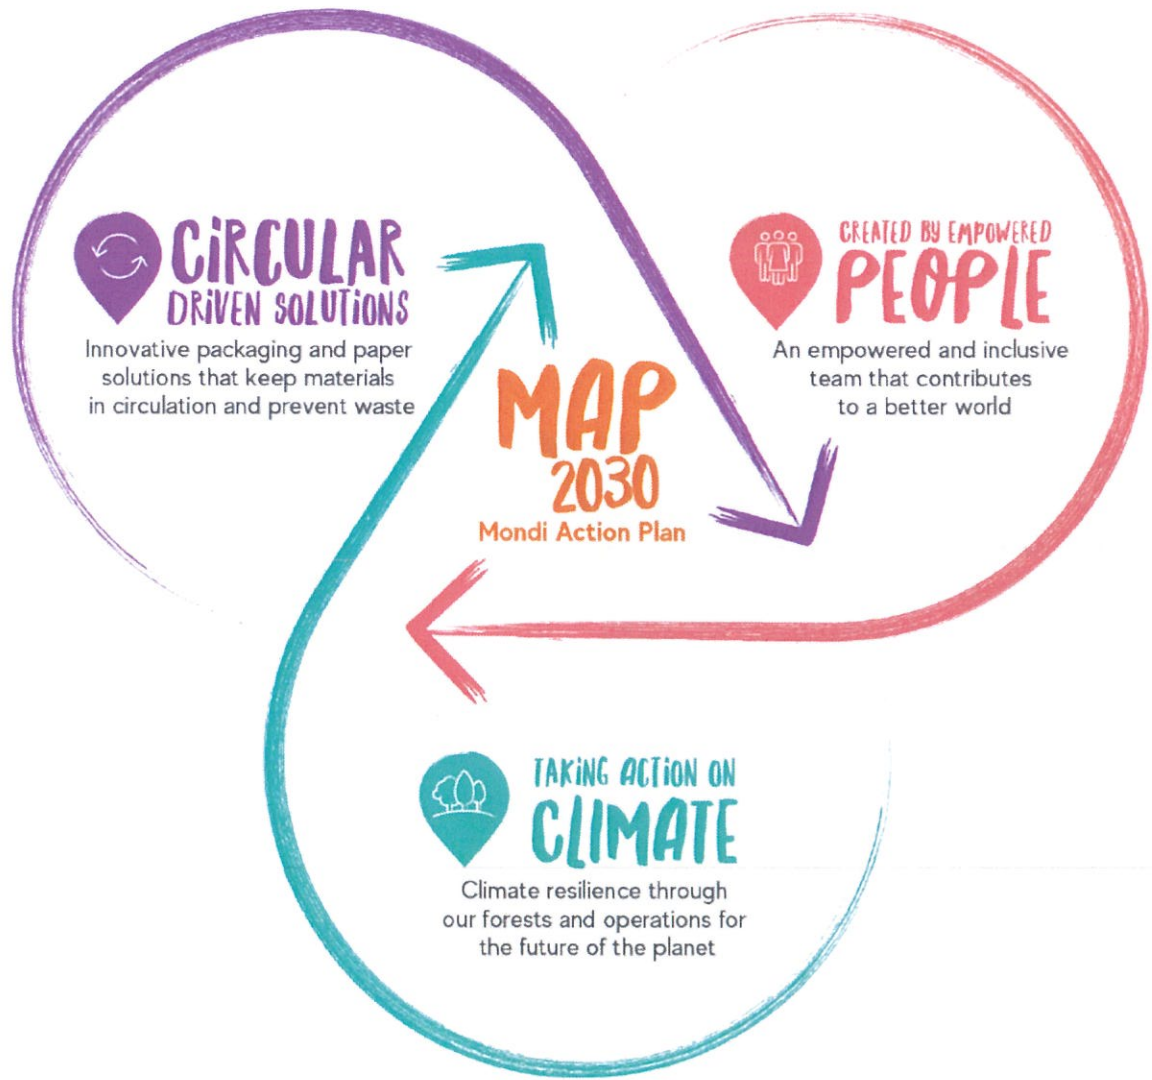 CiRCULAR
DRiVEN SOLUTiONS
Innovative packaging and paper
solutions that keep materials
in circulation and prevent waste
CREATED BY EMPOWERED
PEOPLE
An empowered and inclusive
team that contributes
to a better world
MAP
2030
Mondi Action Plan
TAKiNG ACTiON ON
CLIMATE
Climate resilience through
our forests and operations for
the future of the planet